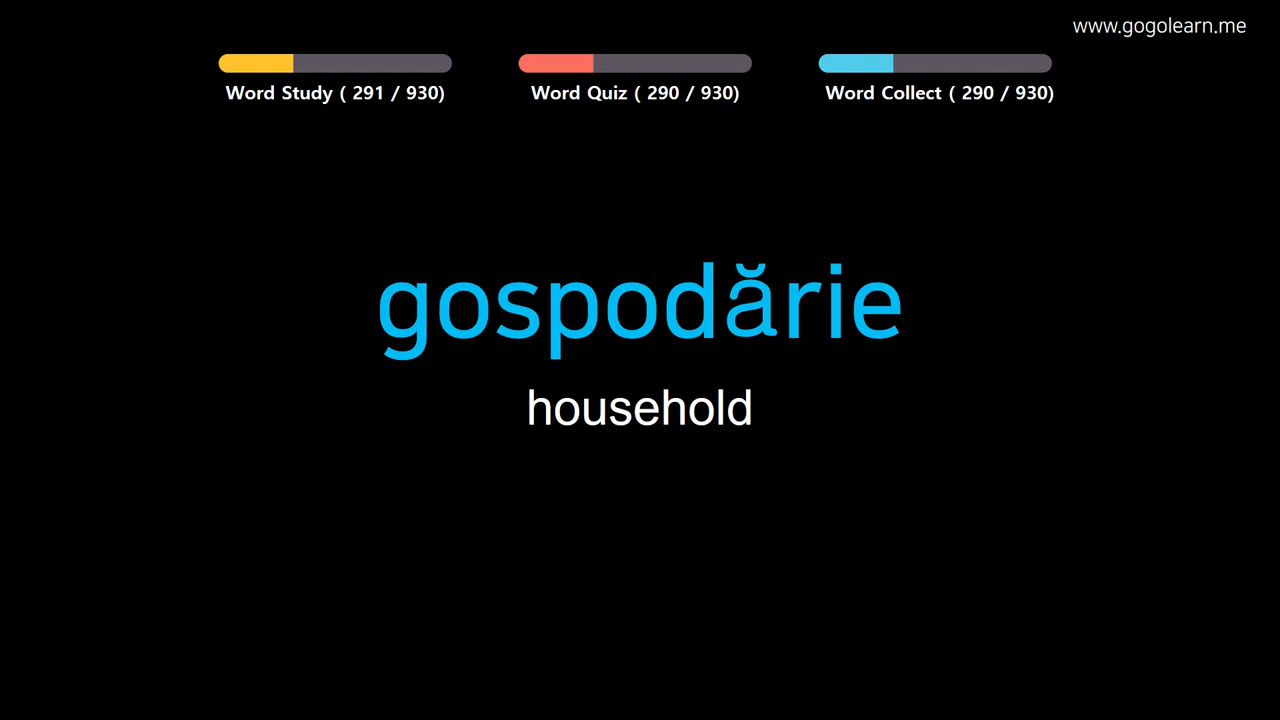 www.gogolearn.me
Word Study ( 291 / 930)
Word Quiz ( 290 / 930)
Word Collect ( 290 / 930)
gospodărie
household